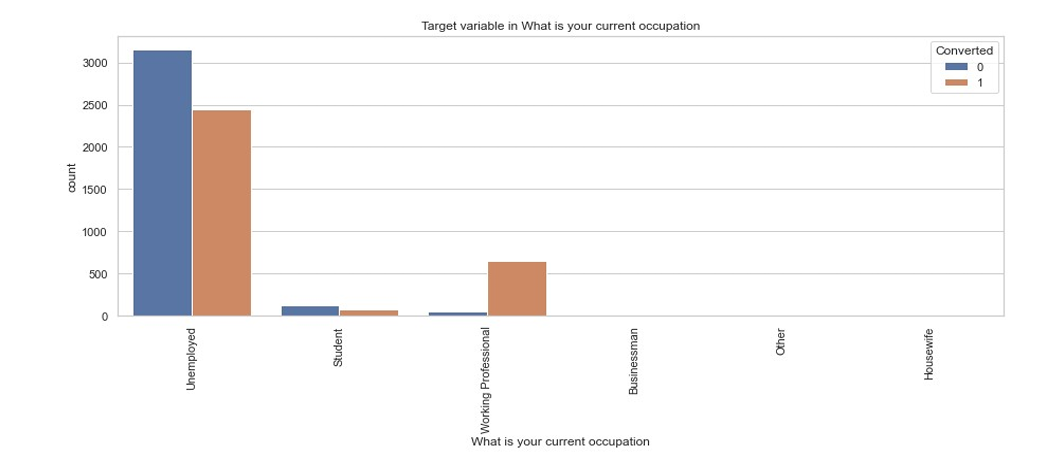 Target variable in What is your current occupation
Converted
0
1
3000
2500
2000
1500
1000
500
0
count
Unemployed
Student
Working Professional
Businessman
Other
Housewife
What is your current occupation